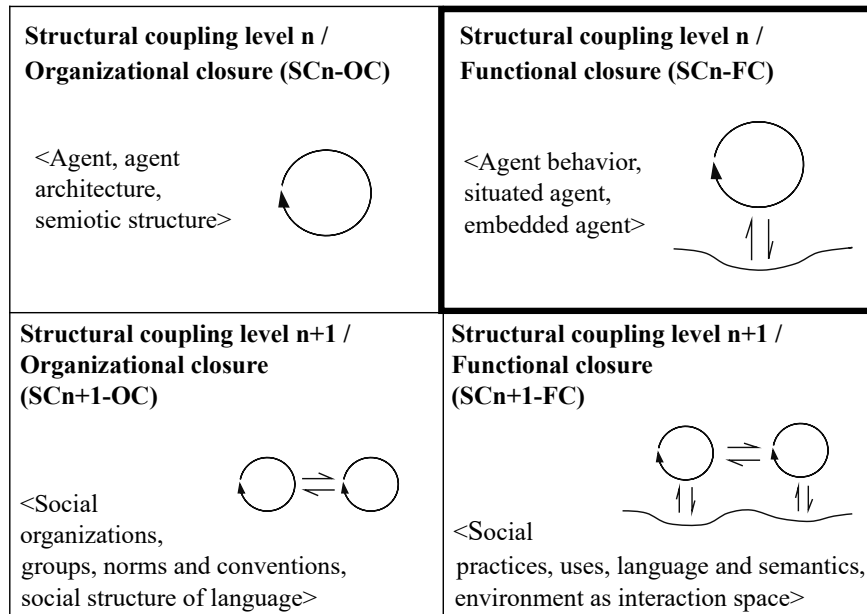 Structural coupling level n /
Organizational closure (SCn-OC)
<Agent, agent
architecture,
semiotic structure>
Structural coupling level n /
Functional closure (SCn-FC)
<Agent behavior,
situated agent,
embedded agent>
Structural coupling level n+1 /
Organizational closure
(SCn+1-OC)
<Social
organizations,
groups, norms and conventions,
social structure of language>
Structural coupling level n+1 /
Functional closure
(SCn+1-FC)
<Social
practices, uses, language and semantics,
environment as interaction space>